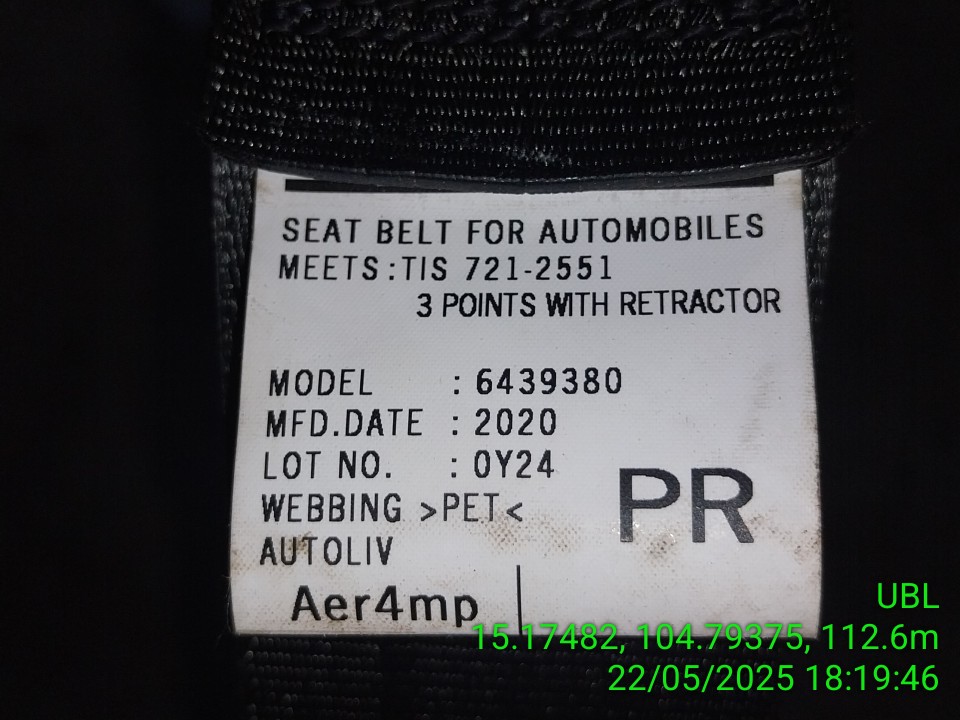 SEAT BELT FOR AUTOMOBILES
MEETS:TIS 721-2551
3 POINTS WITH RETRACTOR
MODEL : 6439380
MFD.DATE : 2020
LOT NO. : 0Y24
WEBBING >PET<
PR
AUTOLIV
Aer4mp
UBL
15.17482, 104.79375, 112.6m
22/05/2025 18:19:46